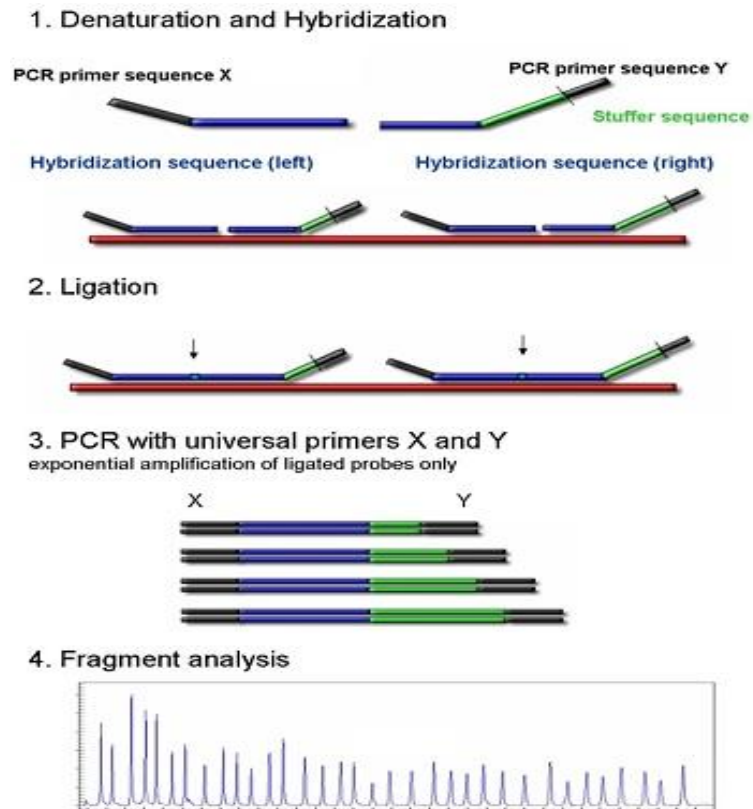 1. Denaturation and Hybridization
PCR primer sequence X
PCR primer sequence Y
Stuffer sequence
Hybridization sequence (left)
Hybridization sequence (right)
2. Ligation
3. PCR with universal primers X and Y
exponential amplification of ligated probes only
X
Y
4. Fragment analysis